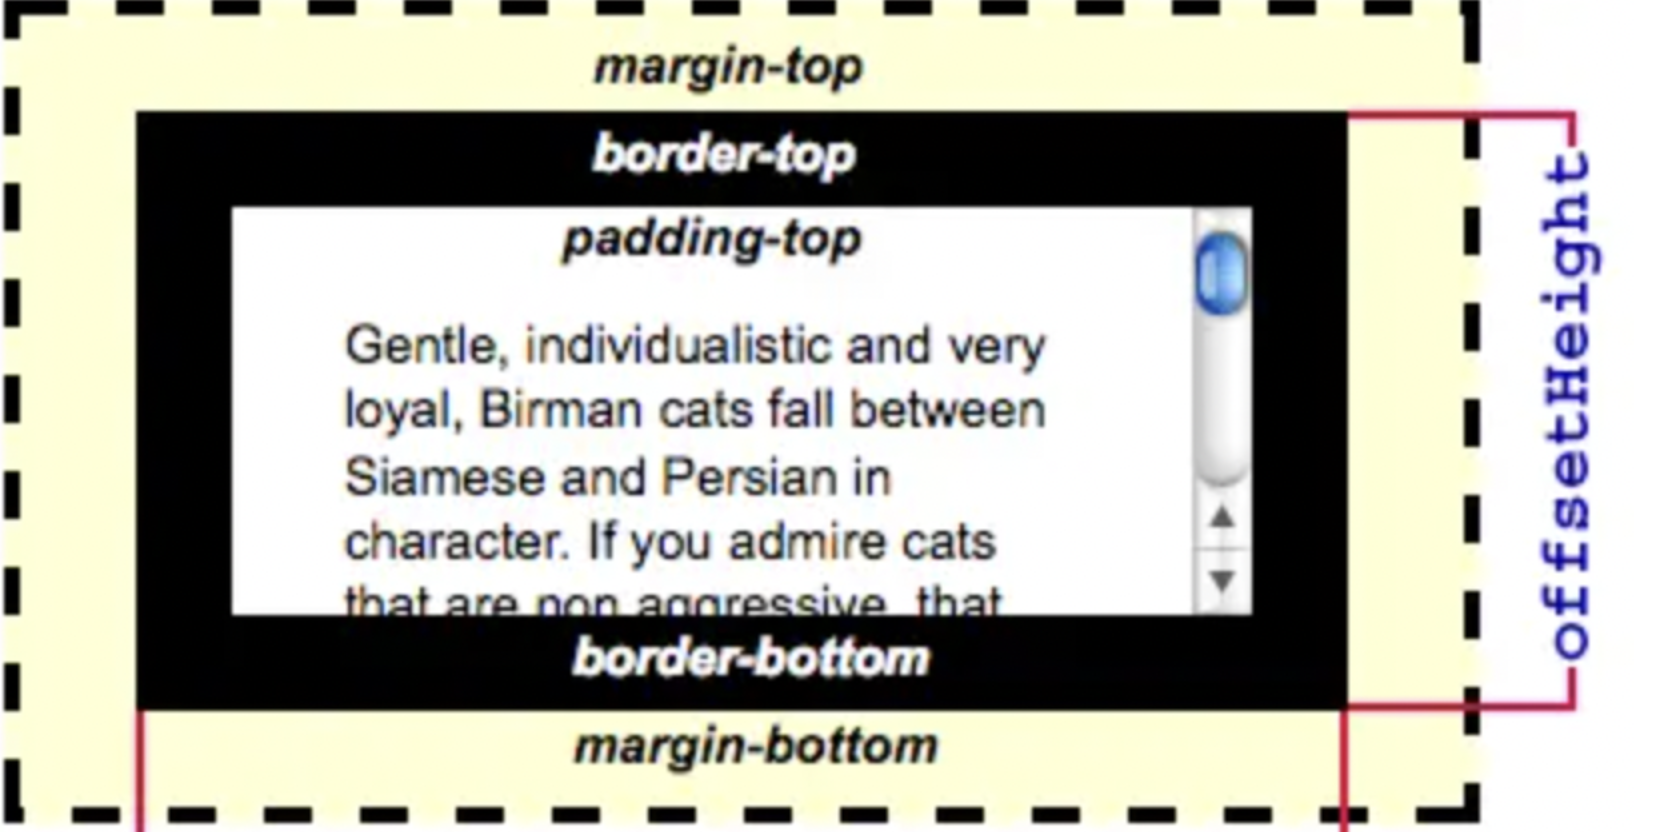 margin-top
border-top
padding-top
Gentle, individualistic and very
loyal, Birman cats fall between
Siamese and Persian in
character. If you admire cats
that are non aggressive, that
border-bottom
margin-bottom
offsetHeight